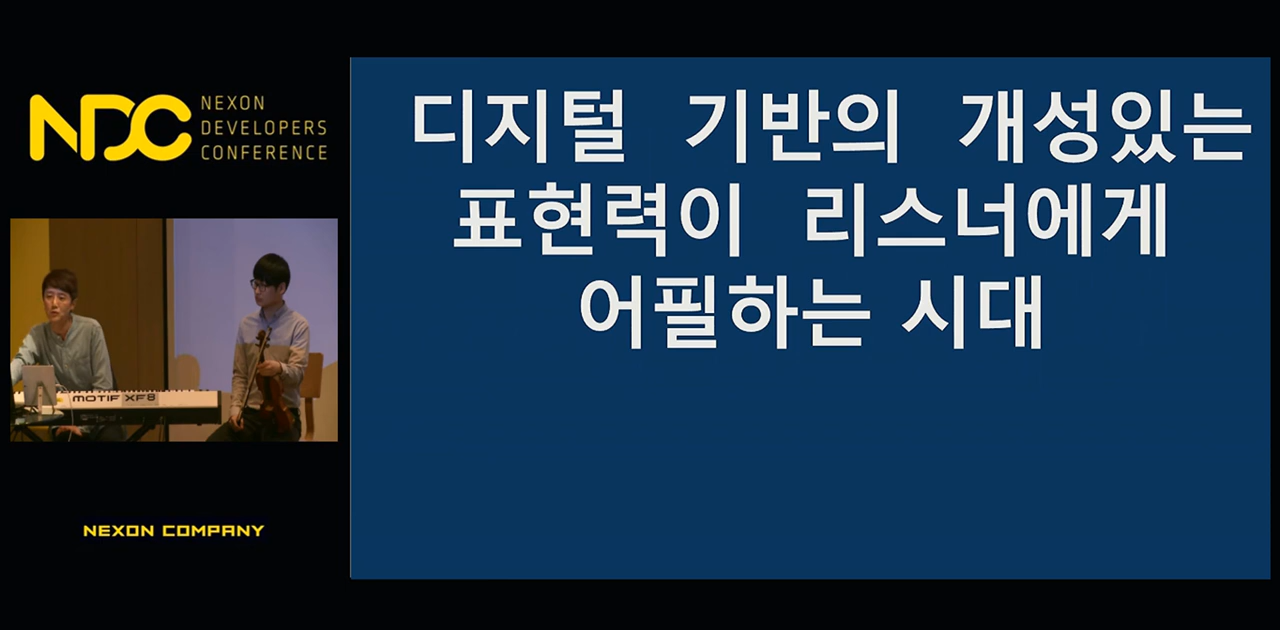 NDC
NEXON
DEVELOPERS
CONFERENCE
디지털 기반의 개성있는
표현력이 리스너에게
어필하는 시대
MOTIF XF8
NEXON COMPANY